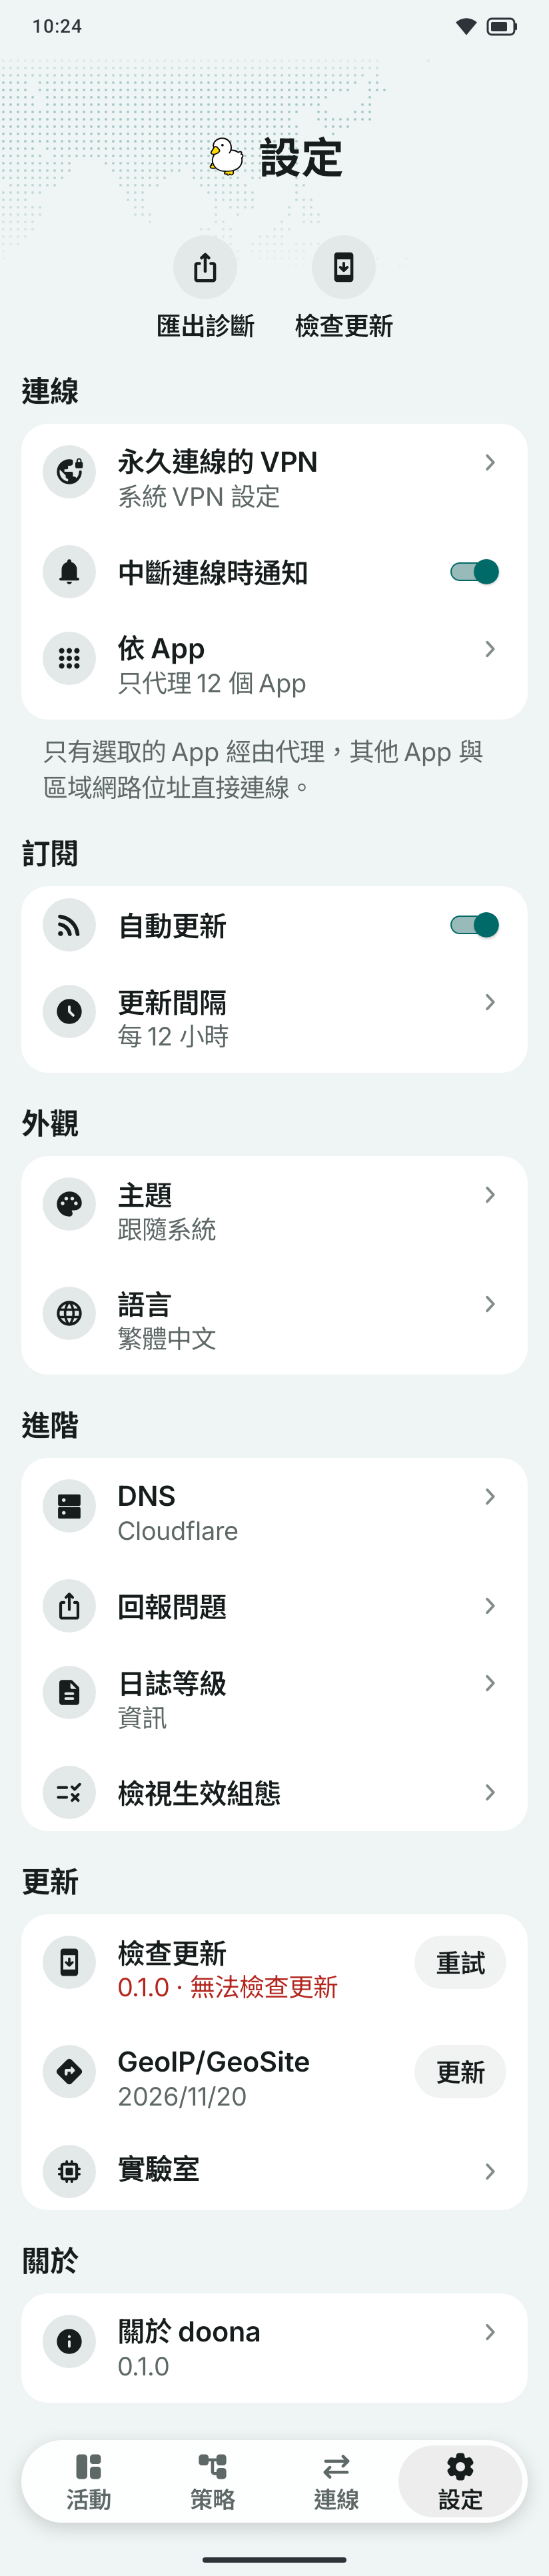 10:24
設定
匯出診斷
檢查更新
連線
永久連線的 VPN
系統 VPN 設定
中斷連線時通知
依 App
只代理 12 個 App
只有選取的 App 經由代理，其他 App 與
區域網路位址直接連線。
訂閱
自動更新
更新間隔
每 12 小時
外觀
主題
跟隨系統
語言
繁體中文
進階
DNS
Cloudflare
回報問題
日誌等級
資訊
檢視生效組態
更新
檢查更新
0.1.0 · 無法檢查更新
重試
GeoIP/GeoSite
2026/11/20
更新
實驗室
關於
關於 doona
0.1.0
活動
策略
連線
設定